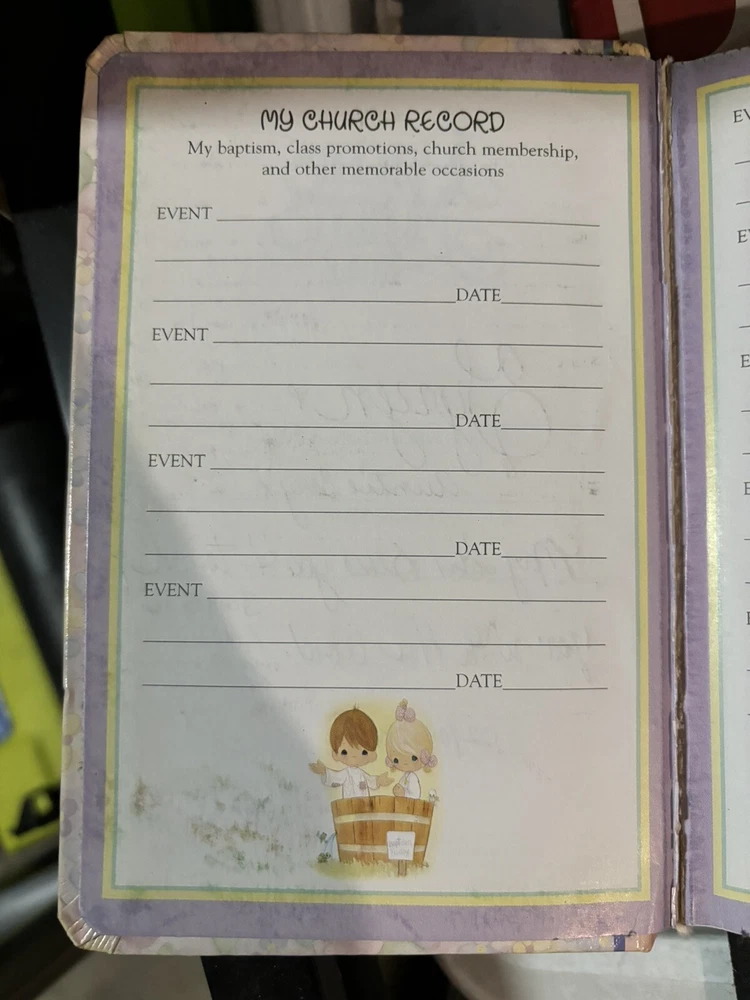 MY CHURCH RECORD
My baptism, class promotions, church membership,
and other memorable occasions
EVENT
DATE
EVENT
DATE
EVENT
DATE
EVENT
DATE